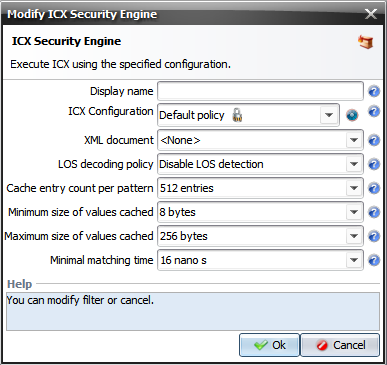 Modify ICX Security Engine
ICX Security Engine
Execute ICX using the specified configuration.
Display name
ICX Configuration Default policy
XML document <None>
LOS decoding policy Disable LOS detection
Cache entry count per pattern 512 entries
Minimum size of values cached 8 bytes
Maximum size of values cached 256 bytes
Minimal matching time 16 nano s
Help
You can modify filter or cancel.
Ok Cancel